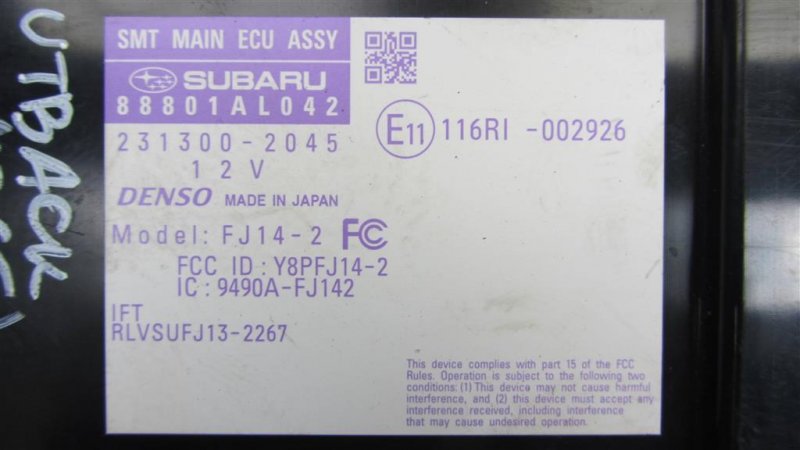 SMT MAIN ECU ASSY
SUBARU
88801AL042
231300-2045
12V
DENSO MADE IN JAPAN
Model: FJ14-2 FC
FCC ID : Y8PFJ14-2
IC : 9490A-FJ142
IFT
RLVSUFJ13-2267
E11 116RI -002926
This device complies with part 15 of the FCC
Rules. Operation is subject to the following two
conditions: (1) This device may not cause harmful
interference, and (2) this device must accept any
interference received, including interference
that may cause undesired operation.
UTBACK